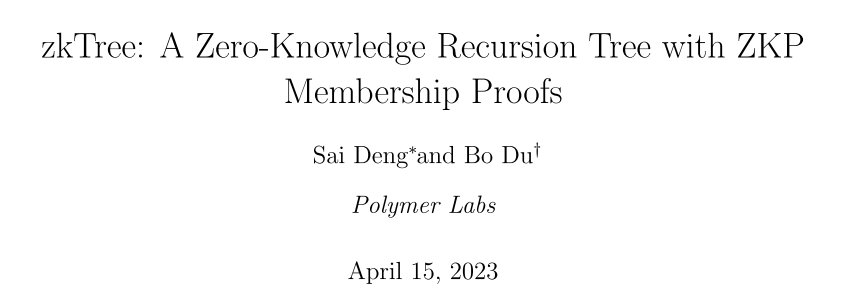 zkTree: A Zero-Knowledge Recursion Tree with ZKP
Membership Proofs
Sai Deng*and Bo Du†
Polymer Labs
April 15, 2023